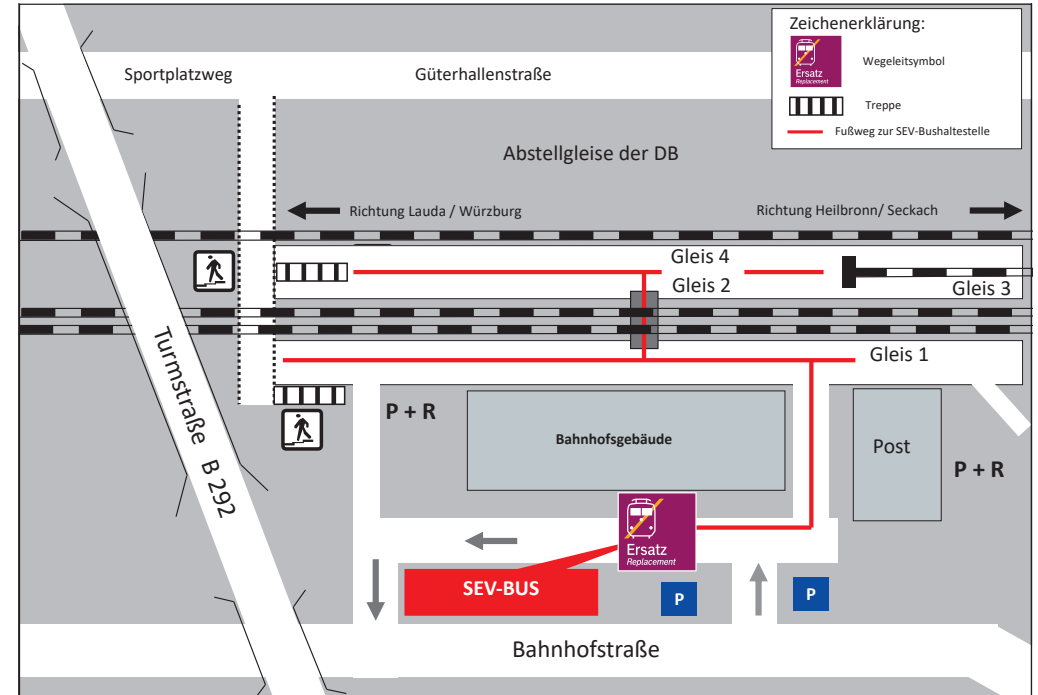 Zeichenerklärung:
Ersatz
Replacement
Wegeleitsymbol
Treppe
Fußweg zur SEV-Bushaltestelle
Sportplatzweg
Güterhallenstraße
Abstellgleise der DB
Richtung Lauda / Würzburg
Richtung Heilbronn/ Seckach
Gleis 4
Gleis 2
Gleis 3
Gleis 1
Turmstraße B 292
P + R
Bahnhofsgebäude
Post
P + R
Ersatz
Replacement
SEV-BUS
P
P
Bahnhofstraße